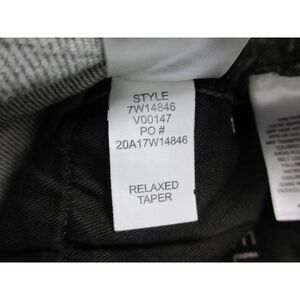 STYLE
7W14846
V00147
PO #
20A17W14846
RELAXED
TAPER